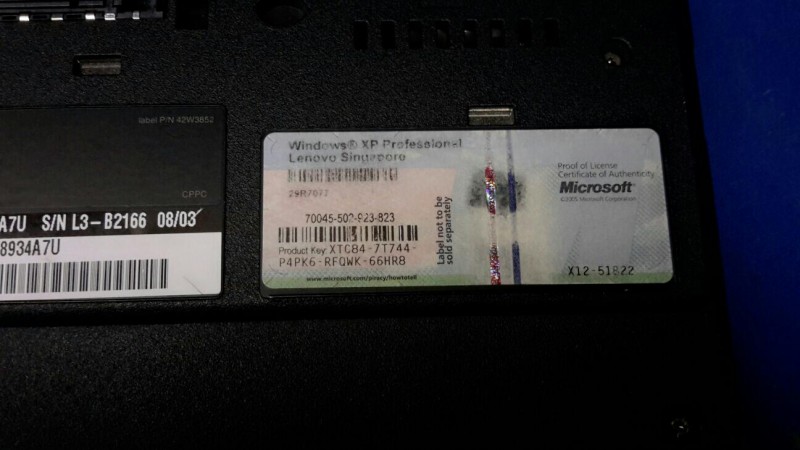 label P/N 42W3852
CPPC
A7U S/N L3-B2166 08/03
8934A7U
Windows® XP Professional
Lenovo Singapore
29R7077
70045-502-923-823
Product Key: XTC84-7T744-
P4PK6-RFQWK-66HR8
www.microsoft.com/piracy/howtotell
Label not to be
sold separately
Proof of License
Certificate of Authenticity
Microsoft®
©2005 Microsoft Corporation
X12-51822